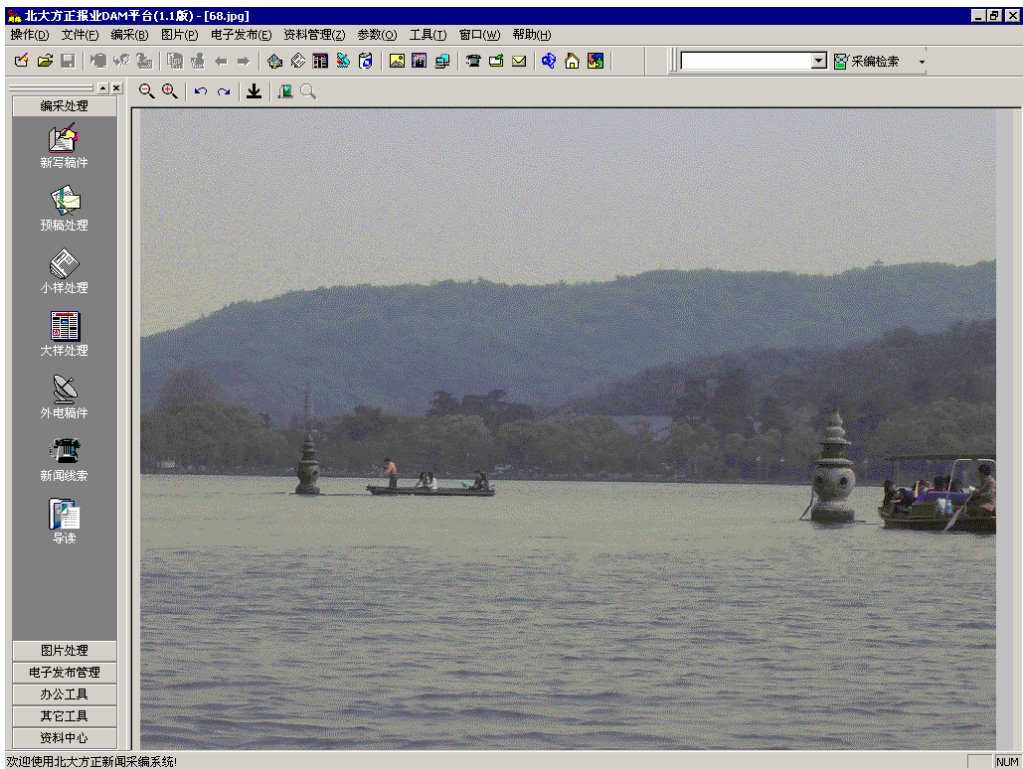 北大方正报业DAM平台(1.1版) - [68.jpg]
操作(D) 文件(F) 编采(B) 图片(P) 电子发布(E) 资料管理(Z) 参数(O) 工具(T) 窗口(W) 帮助(H)
采编检索
编采处理
新写稿件
预稿处理
小样处理
大样处理
外电稿件
新闻线索
导读
图片处理
电子发布管理
办公工具
其它工具
资料中心
欢迎使用北大方正新闻采编系统!
NUM